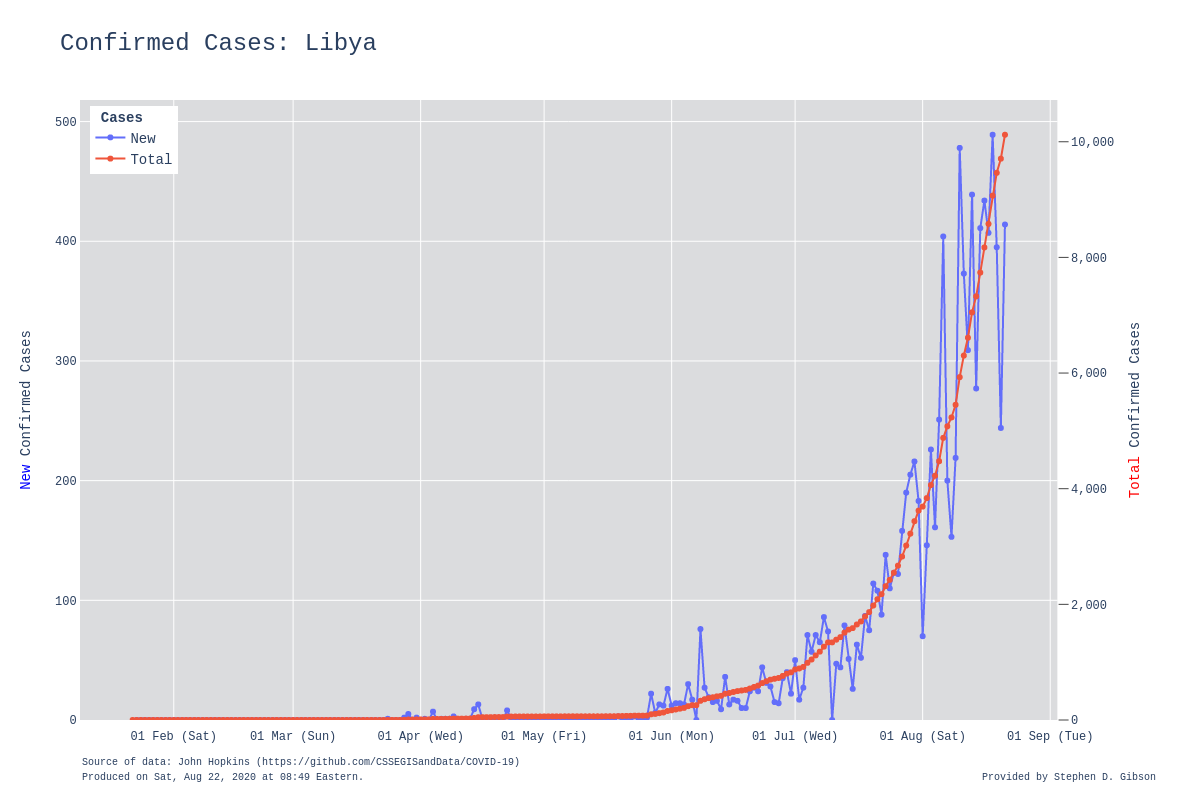 Confirmed Cases: Libya
Cases
New
Total
500
400
300
200
100
0
10,000
8,000
6,000
4,000
2,000
0
New Confirmed Cases
Total Confirmed Cases
01 Feb (Sat)
01 Mar (Sun)
01 Apr (Wed)
01 May (Fri)
01 Jun (Mon)
01 Jul (Wed)
01 Aug (Sat)
01 Sep (Tue)
Source of data: John Hopkins (https://github.com/CSSEGISandData/COVID-19)
Produced on Sat, Aug 22, 2020 at 08:49 Eastern.
Provided by Stephen D. Gibson